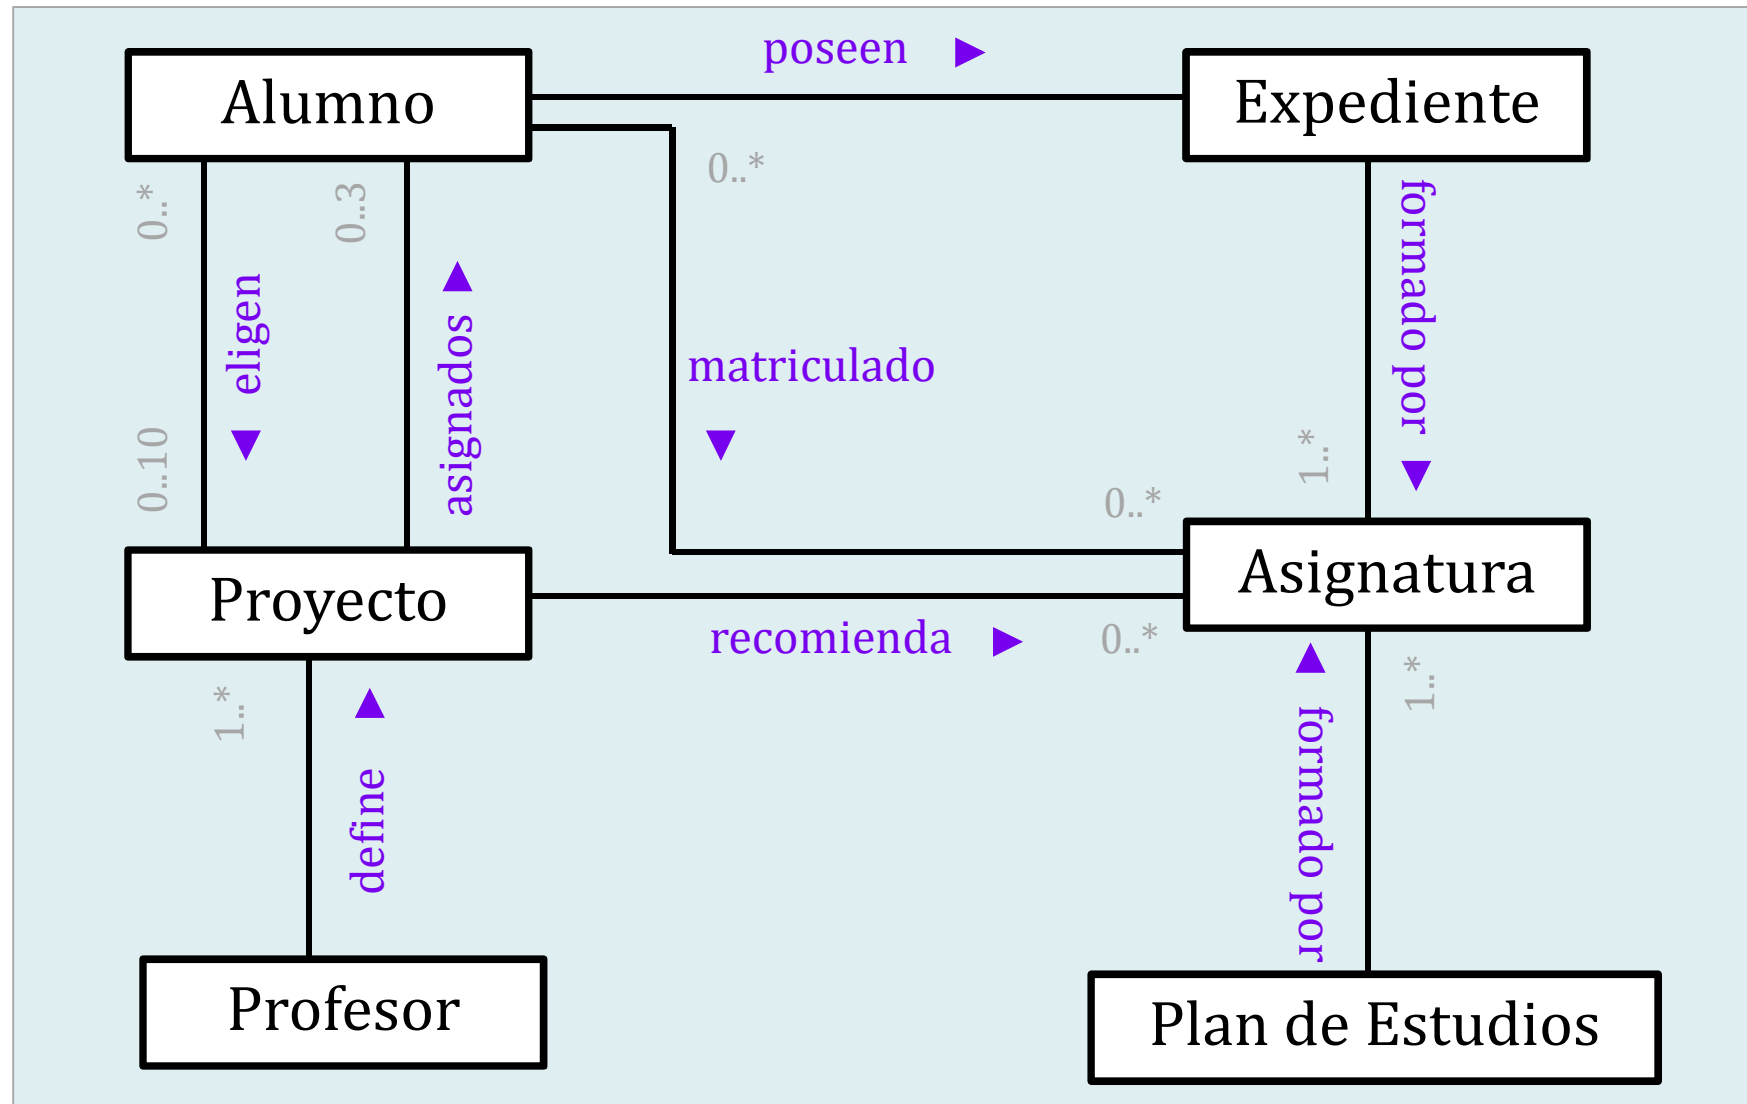 poseen ►
Alumno
Expediente
0..*
0..3
0..*
formado por ►
eligen ►
asignados ►
matriculado
▼
0..10
1..*
0..*
Proyecto
Asignatura
recomienda ►
0..*
1..*
define ►
formado por
►
1..*
Profesor
Plan de Estudios